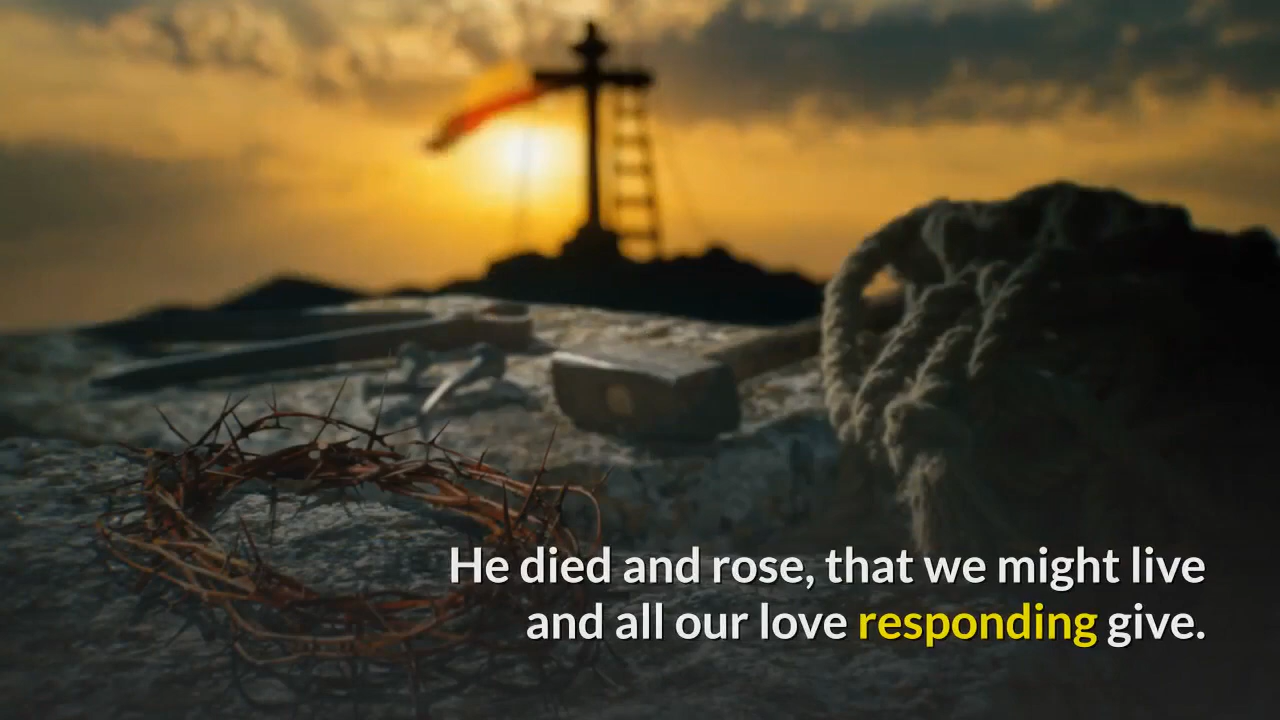 He died and rose, that we might live
and all our love responding give.